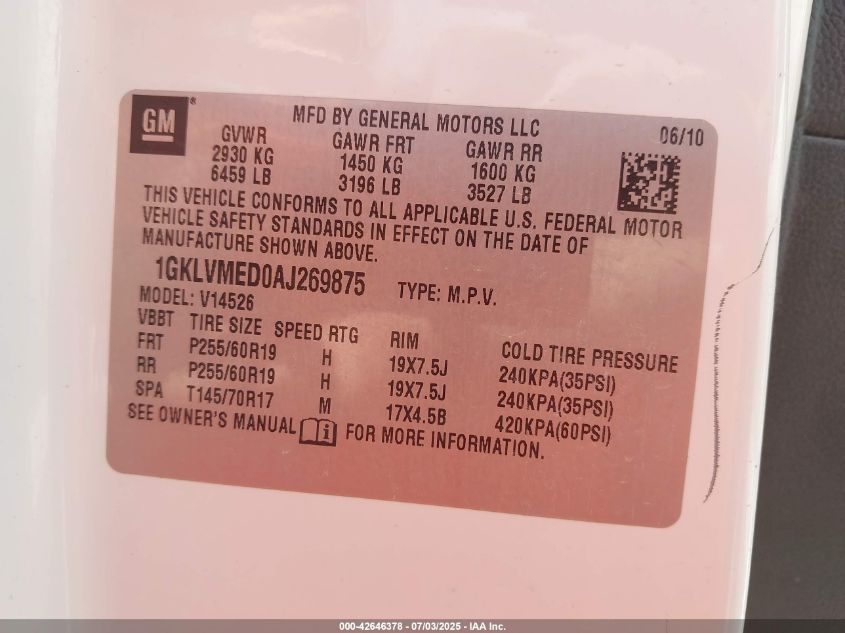 GM®
MFD BY GENERAL MOTORS LLC 06/10
GVWR GAWR FRT GAWR RR
2930 KG 1450 KG 1600 KG
6459 LB 3196 LB 3527 LB
THIS VEHICLE CONFORMS TO ALL APPLICABLE U.S. FEDERAL MOTOR
VEHICLE SAFETY STANDARDS IN EFFECT ON THE DATE OF
MANUFACTURE SHOWN ABOVE.
1GKLVMED0AJ269875 TYPE: M.P.V.
MODEL: V14526
VBBT TIRE SIZE SPEED RTG RIM COLD TIRE PRESSURE
FRT P255/60R19 H 19X7.5J 240KPA(35PSI)
RR P255/60R19 H 19X7.5J 240KPA(35PSI)
SPA T145/70R17 M 17X4.5B 420KPA(60PSI)
SEE OWNER'S MANUAL i FOR MORE INFORMATION.
000-42646378 - 07/03/2025 - IAA Inc.